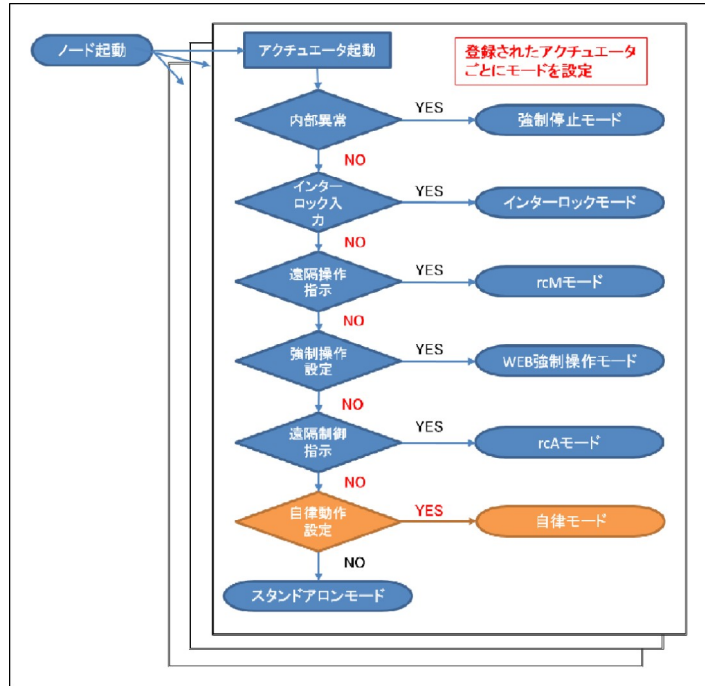 ノード起動
アクチュエータ起動
登録されたアクチュエータ
ごとにモードを設定
内部異常
YES
強制停止モード
NO
インター
ロック入
力
YES
インターロックモード
NO
遠隔操作
指示
YES
rcMモード
NO
強制操作
設定
YES
WEB強制操作モード
NO
遠隔制御
指示
YES
rcAモード
NO
自律動作
設定
YES
自律モード
NO
スタンドアロンモード